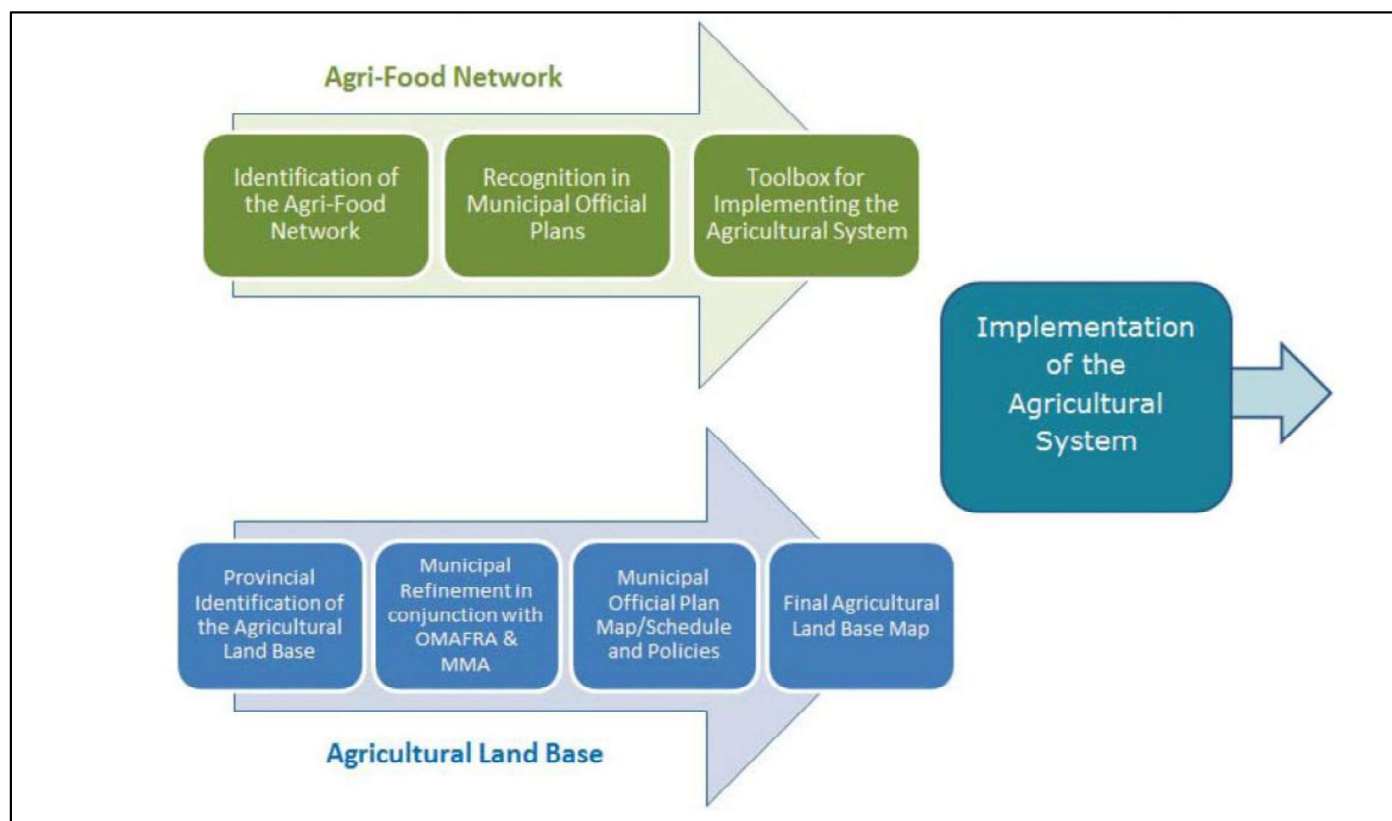 Agri-Food Network
Identification of
the Agri-Food
Network
Recognition in
Municipal Official
Plans
Toolbox for
Implementing the
Agricultural System
Implementation
of the
Agricultural
System
Provincial
Identification of
the Agricultural
Land Base
Municipal
Refinement in
conjunction with
OMAFRA &
MMA
Municipal
Official Plan
Map/Schedule
and Policies
Final Agricultural
Land Base Map
Agricultural Land Base